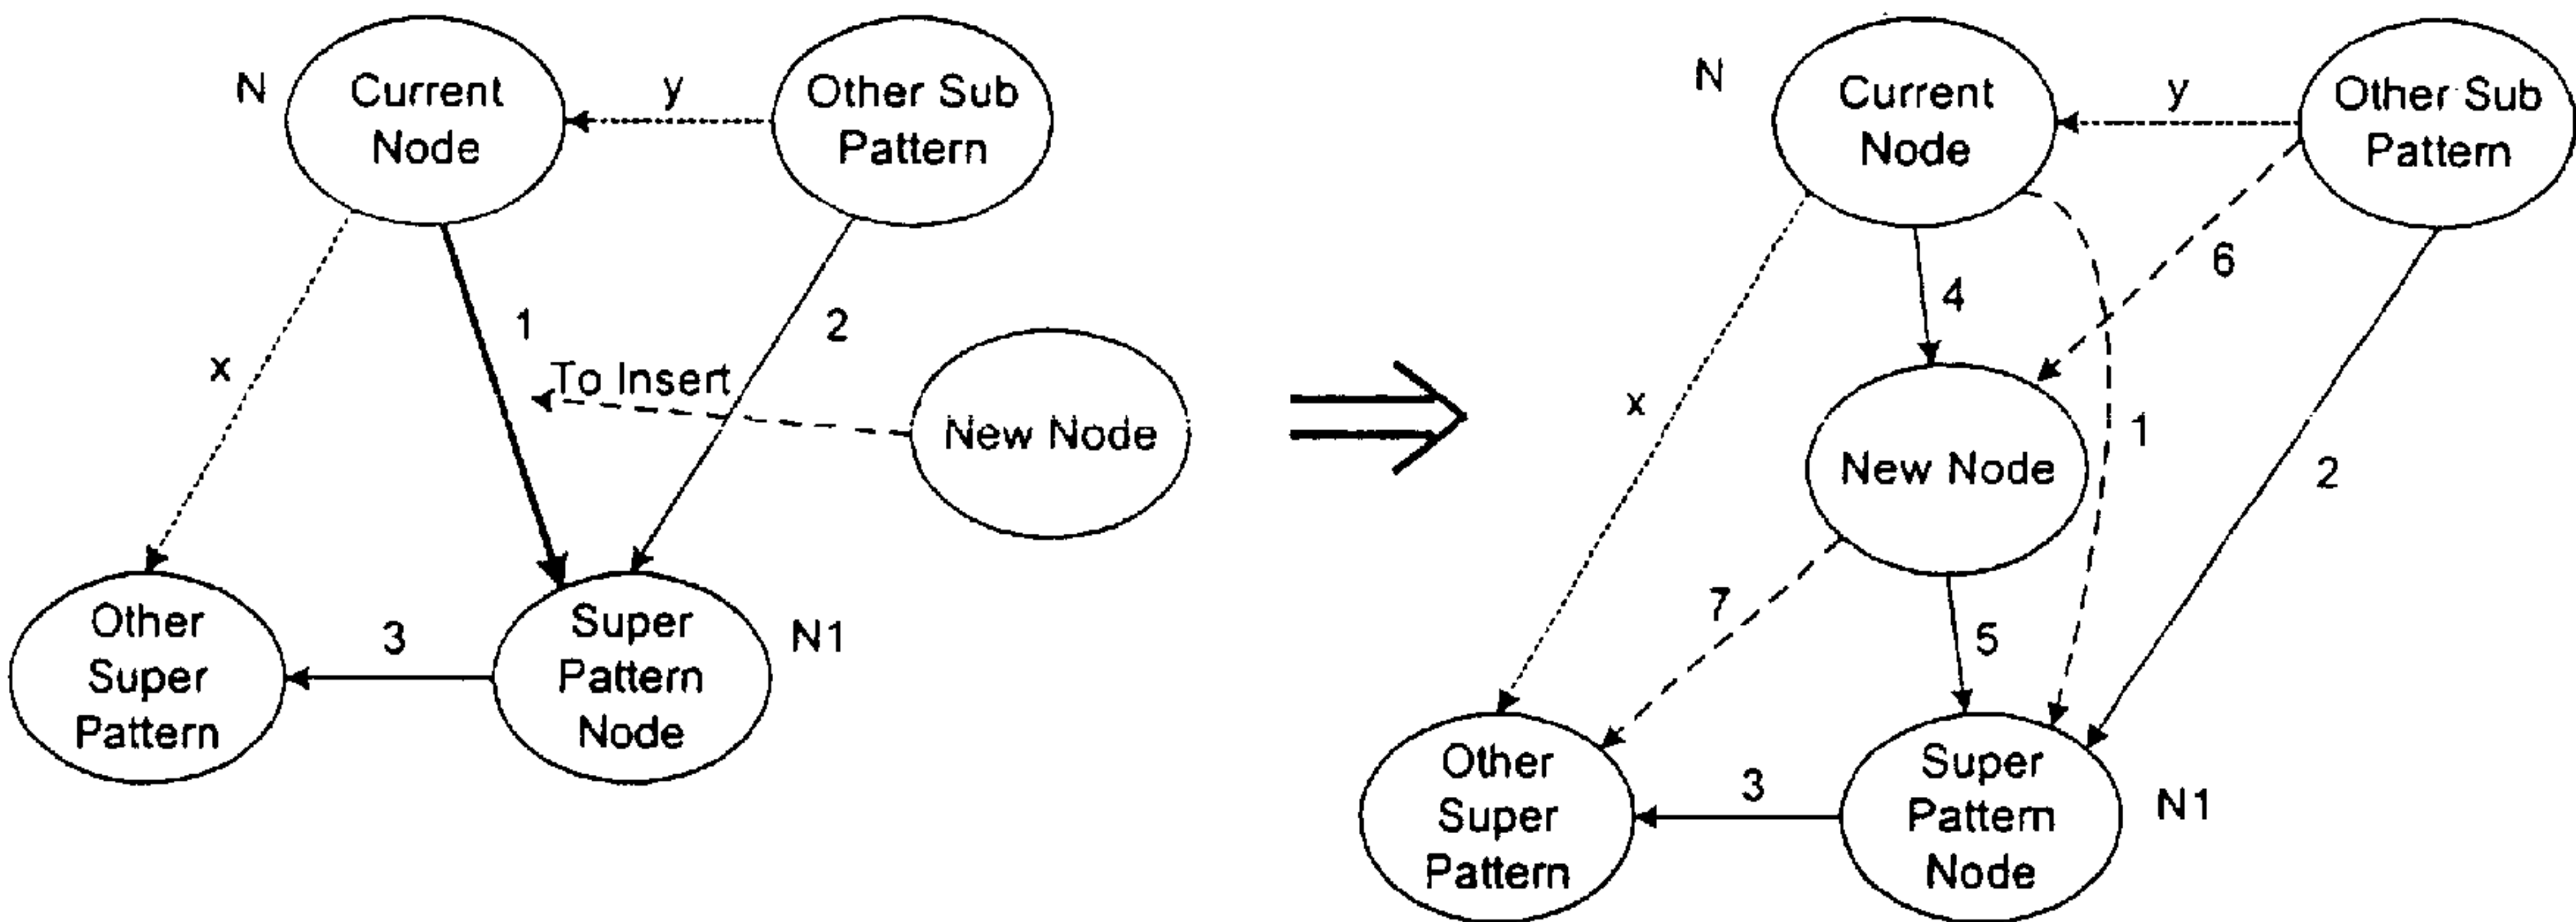 N
Current
Node
y
Other Sub
Pattern
x
1
2
To Insert
New Node
Other
Super
Pattern
3
Super
Pattern
Node
N1
N
Current
Node
y
Other Sub
Pattern
4
6
x
1
New Node
2
7
5
Other
Super
Pattern
3
Super
Pattern
Node
N1